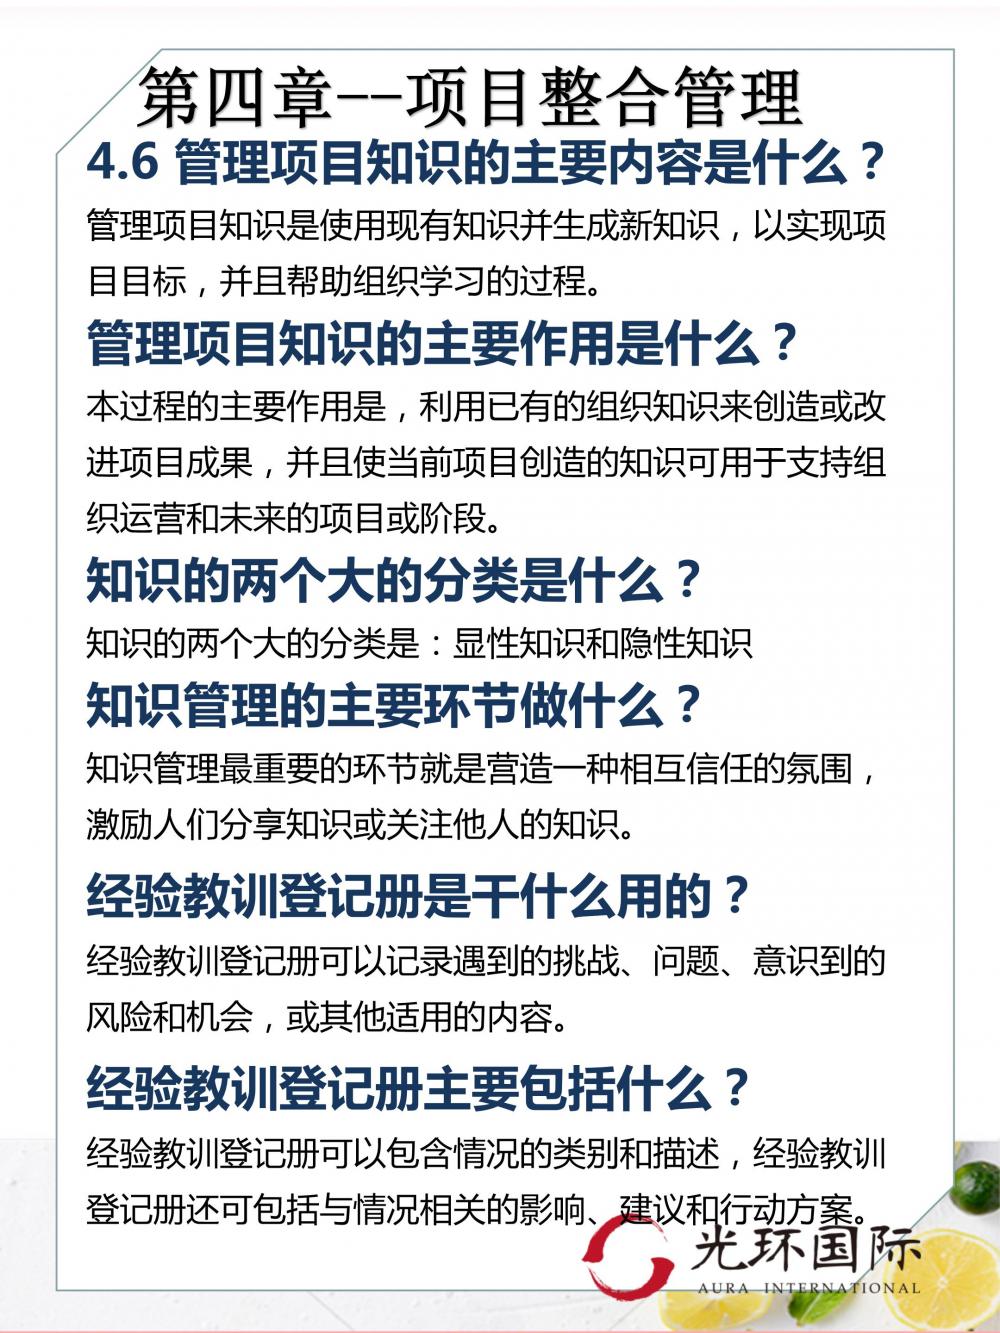 第四章--项目整合管理
4.6 管理项目知识的主要内容是什么？
管理项目知识是使用现有知识并生成新知识，以实现项
目目标，并且帮助组织学习的过程。
管理项目知识的主要作用是什么？
本过程的主要作用是，利用已有的组织知识来创造或改
进项目成果，并且使当前项目创造的知识可用于支持组
织运营和未来的项目或阶段。
知识的两个大的分类是什么？
知识的两个大的分类是：显性知识和隐性知识
知识管理的主要环节做什么？
知识管理最重要的环节就是营造一种相互信任的氛围，
激励人们分享知识或关注他人的知识。
经验教训登记册是干什么用的？
经验教训登记册可以记录遇到的挑战、问题、意识到的
风险和机会，或其他适用的内容。
经验教训登记册主要包括什么？
经验教训登记册可以包含情况的类别和描述，经验教训
登记册还可包括与情况相关的影响、建议和行动方案。
光环国际
AURA INTERNATIONAL